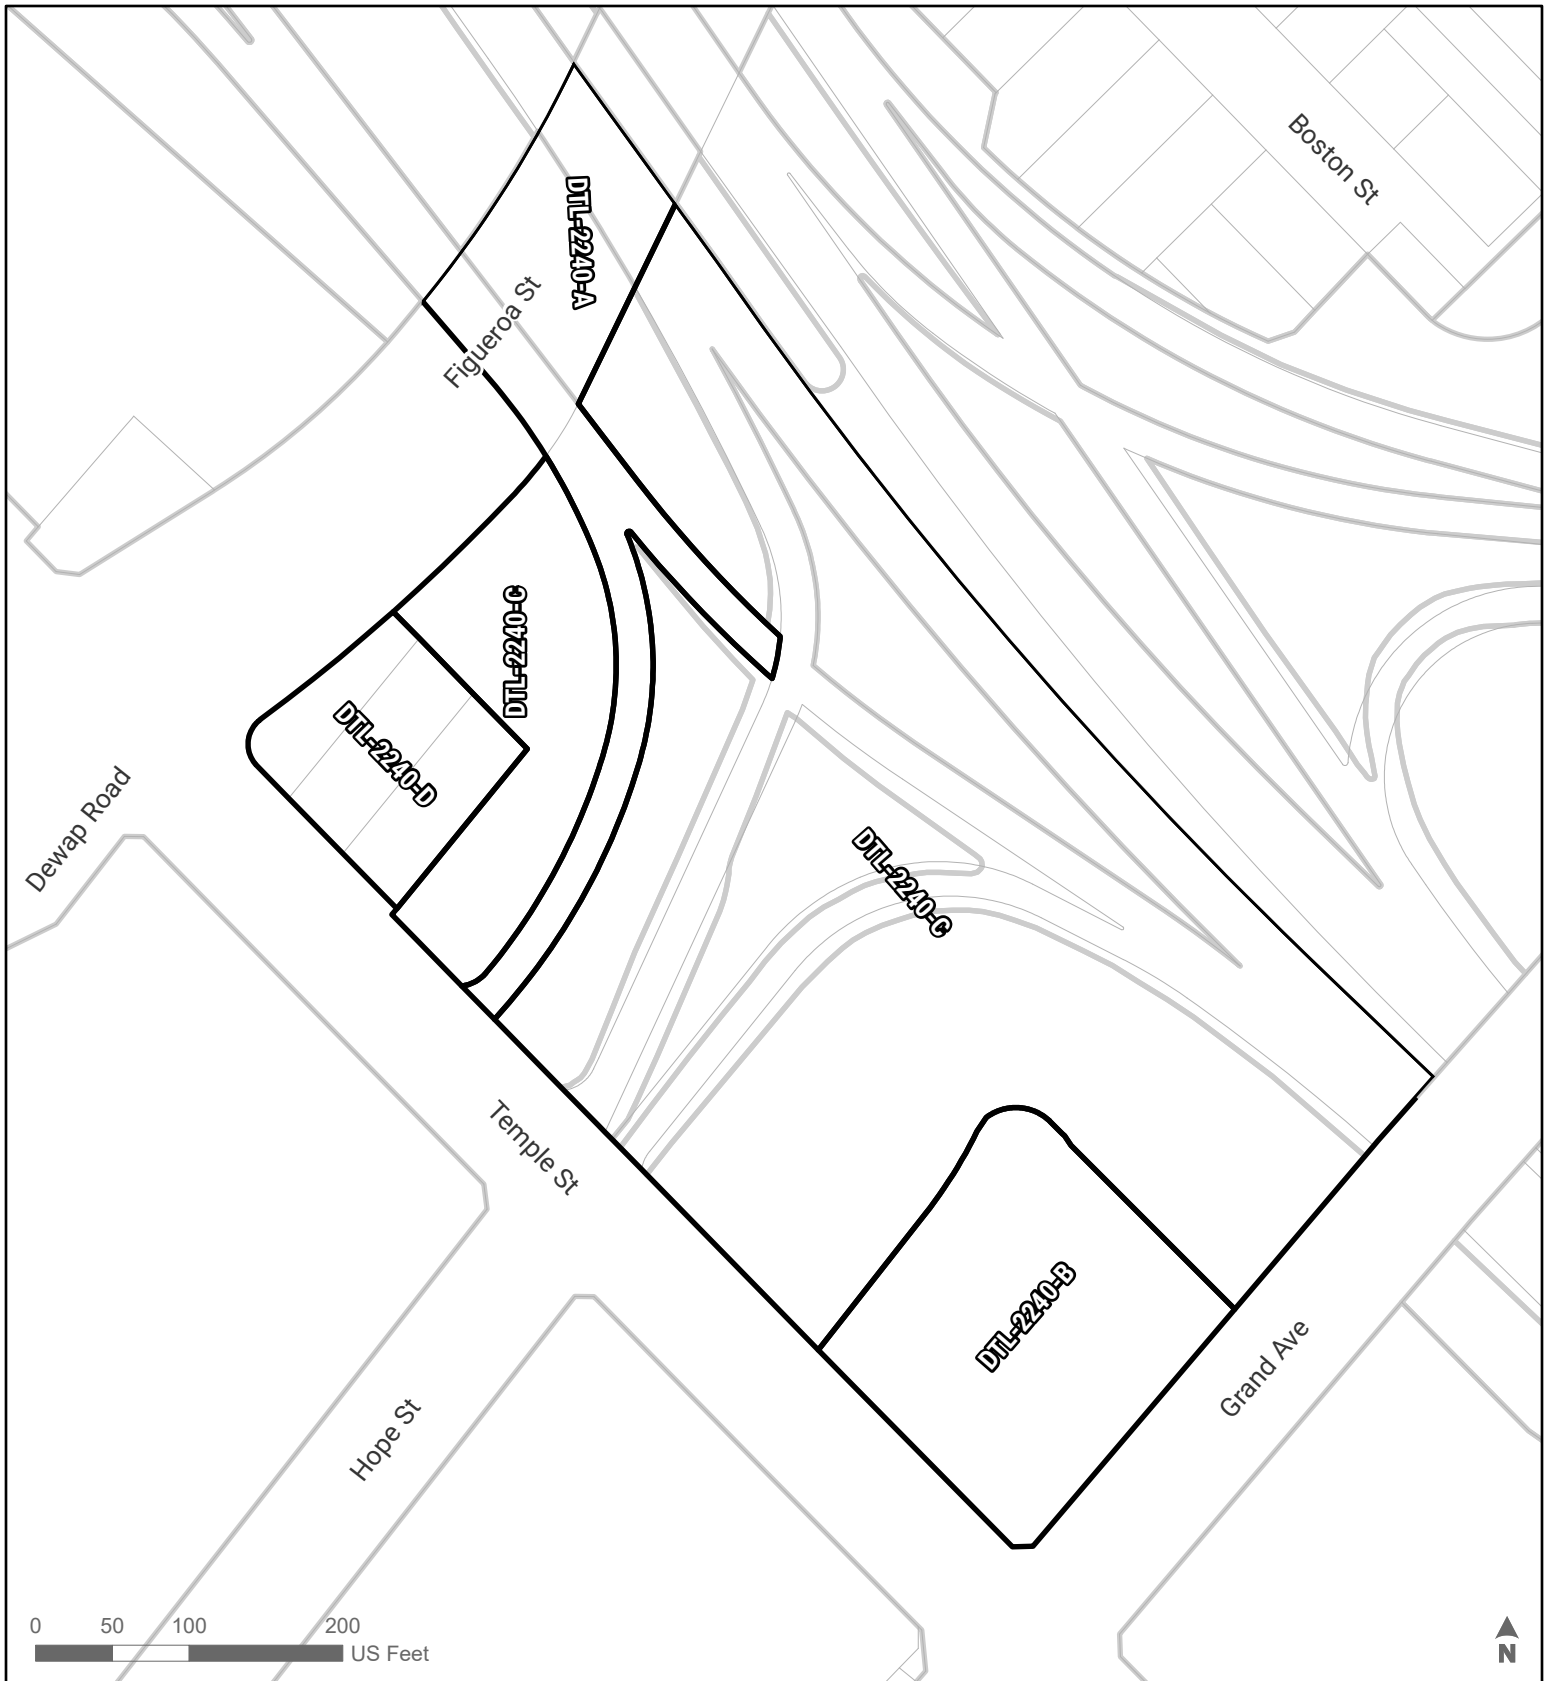 Boston St
DTL-2240-A
Figueroa St
DTL-2240-C
DTL-2240-D
Dewap Road
DTL-2240-C
Temple St
DTL-2240-B
Grand Ave
Hope St
0 50 100 200
US Feet
N